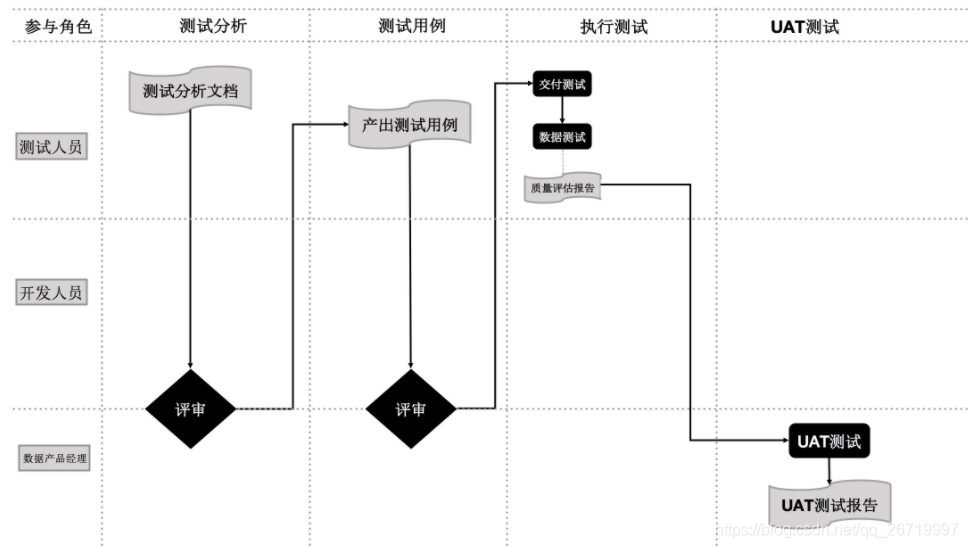 参与角色
测试分析
测试用例
执行测试
UAT测试
测试人员
测试分析文档
产出测试用例
交付测试
数据测试
质量评估报告
开发人员
评审
评审
数据产品经理
UAT测试
UAT测试报告
https://blog.csdn.net/qq_26719997